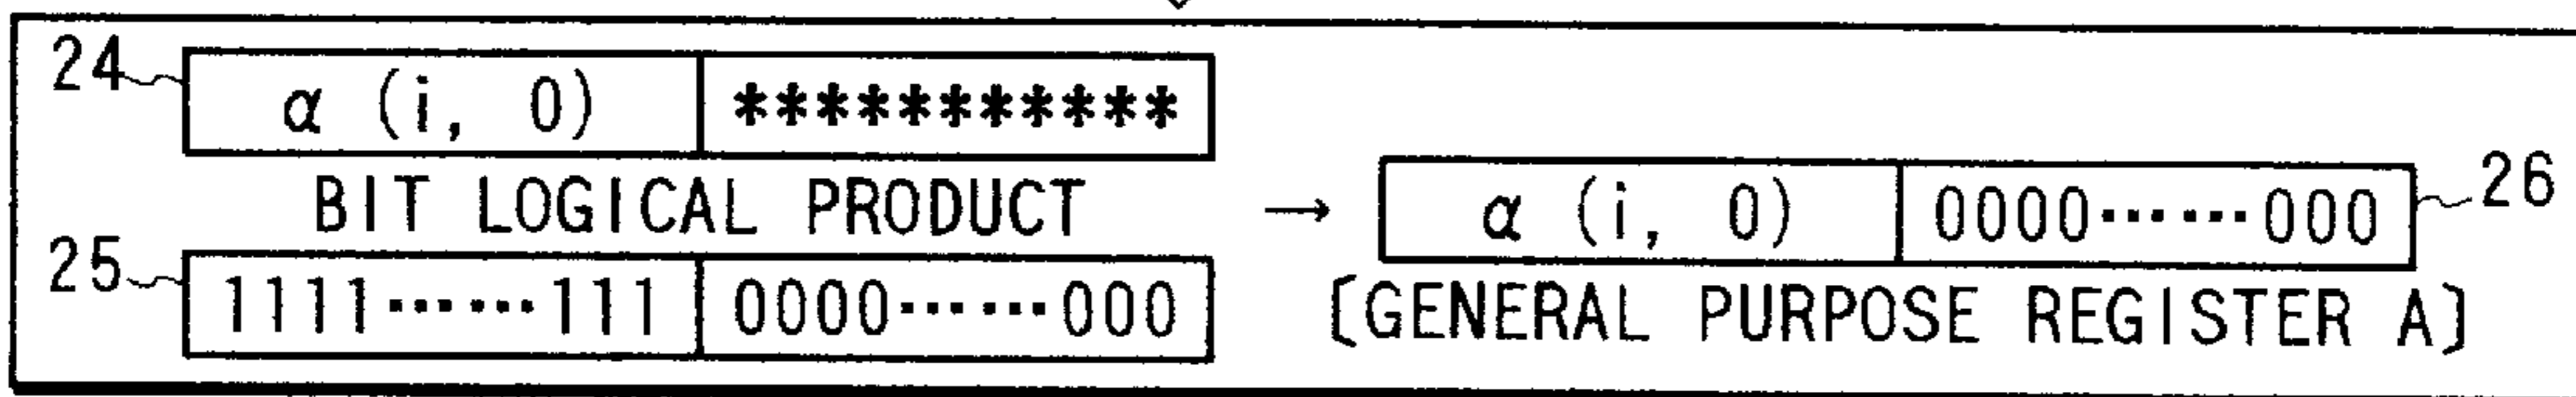 24 α (i, 0) ***********
BIT LOGICAL PRODUCT → α (i, 0) 0000⋯⋯000 26
25 1111⋯⋯111 0000⋯⋯000 [GENERAL PURPOSE REGISTER A]